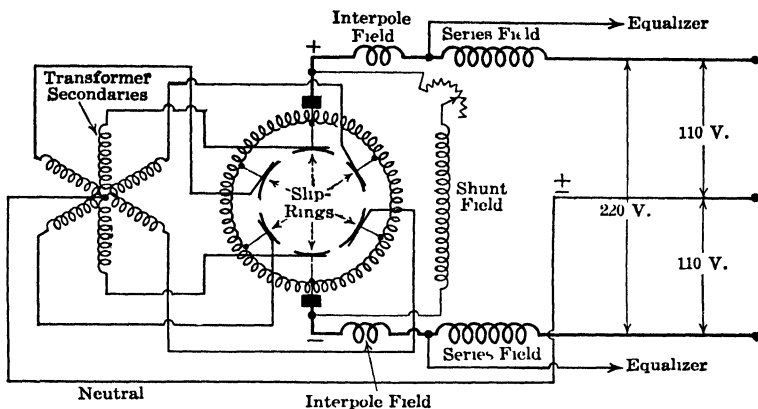 Interpole
Field
Equalizer
Series Field
+
Transformer
Secondaries
110 V.
Slip-
Rings
Shunt
Field
±
220 V.
110 V.
−
Series Field
Equalizer
Neutral
Interpole Field